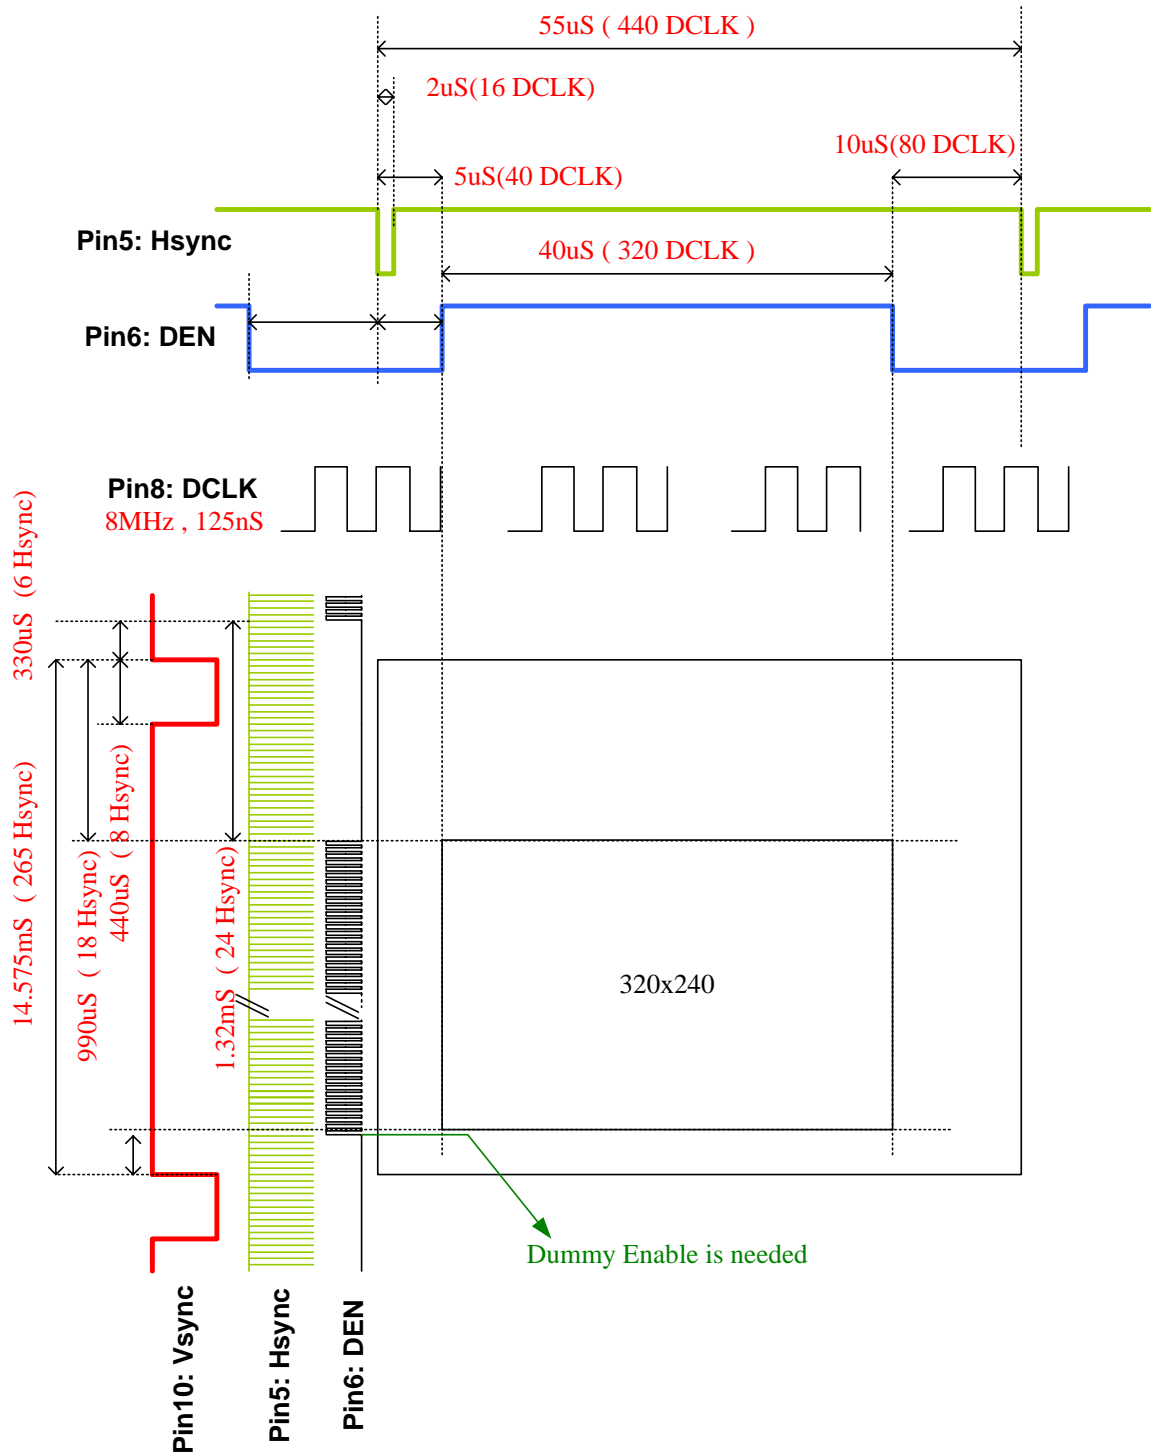 55uS ( 440 DCLK )
2uS(16 DCLK)
10uS(80 DCLK)
5uS(40 DCLK)
Pin5: Hsync
40uS ( 320 DCLK )
Pin6: DEN
Pin8: DCLK
8MHz , 125nS
330uS (6 Hsync)
14.575mS ( 265 Hsync)
990uS ( 18 Hsync)
440uS ( 8 Hsync)
1.32mS ( 24 Hsync)
320x240
Dummy Enable is needed
Pin10: Vsync
Pin5: Hsync
Pin6: DEN